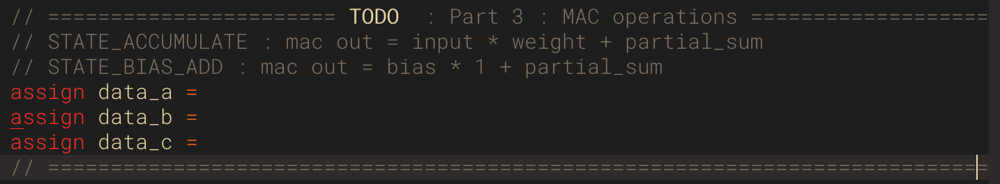 // ======================= TODO  : Part 3 : MAC operations ===================
// STATE_ACCUMULATE : mac out = input * weight + partial_sum
// STATE_BIAS_ADD : mac out = bias * 1 + partial_sum
assign data_a =
assign data_b =
assign data_c =
// ===========================================================================